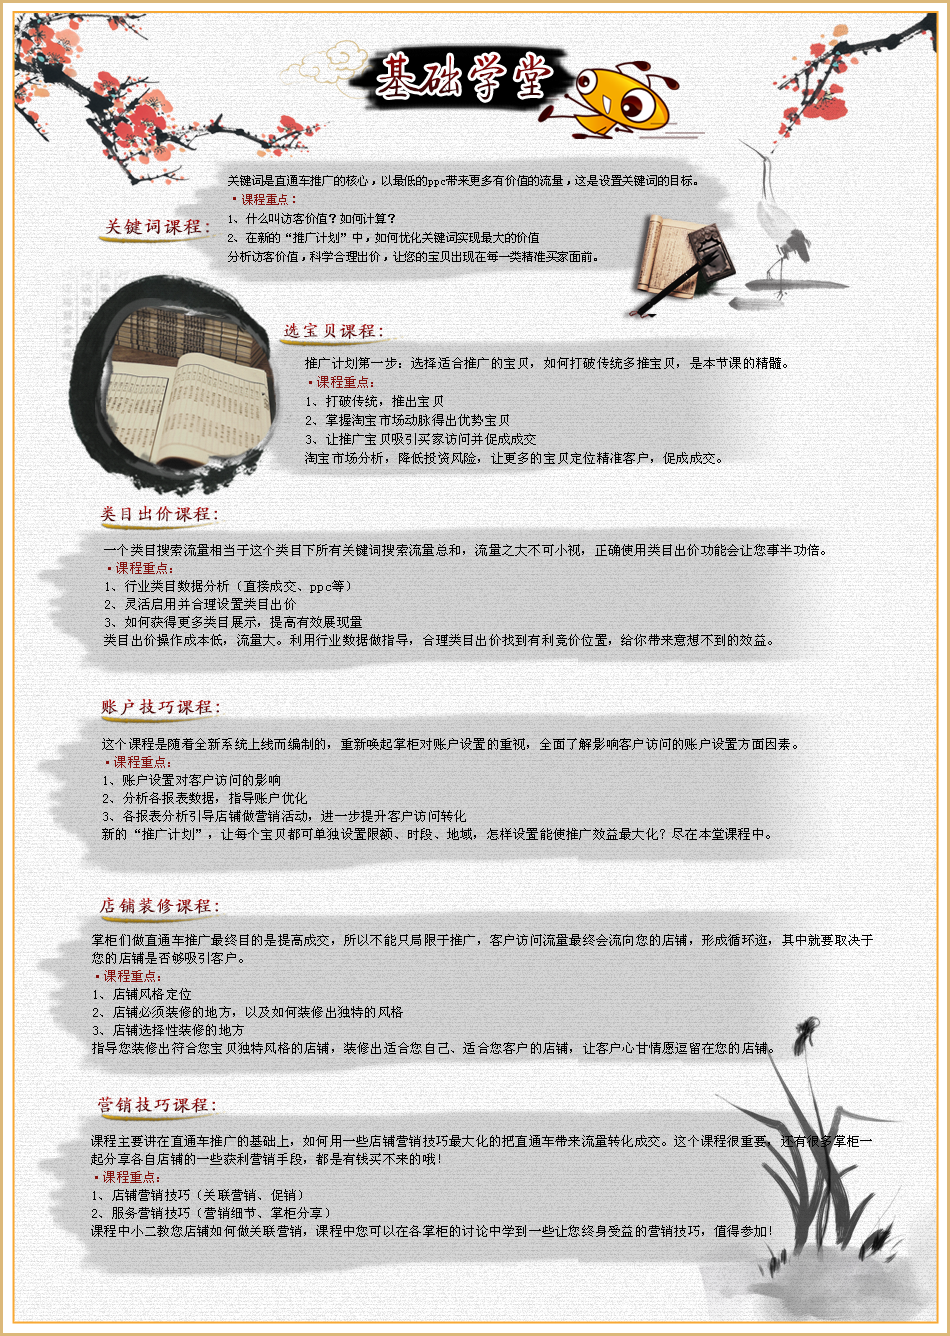 基础学堂
关键词课程：
关键词是直通车推广的核心，以最低的ppc带来更多有价值的流量，这是设置关键词的目标。
·课程重点：
1、什么叫访客价值？如何计算？
2、在新的“推广计划”中，如何优化关键词实现最大的价值
分析访客价值，科学合理出价，让您的宝贝出现在每一类精准买家面前。
选宝贝课程：
推广计划第一步：选择适合推广的宝贝，如何打破传统多推宝贝，是本节课的精髓。
·课程重点：
1、打破传统，推出宝贝
2、掌握淘宝市场动脉得出优势宝贝
3、让推广宝贝吸引买家访问并促成成交
淘宝市场分析，降低投资风险，让更多的宝贝定位精准客户，促成成交。
类目出价课程：
一个类目搜索流量相当于这个类目下所有关键词搜索流量总和，流量之大不可小视，正确使用类目出价功能会让您事半功倍。
·课程重点：
1、行业类目数据分析（直接成交、ppc等）
2、灵活启用并合理设置类目出价
3、如何获得更多类目展示，提高有效展现量
类目出价操作成本低，流量大。利用行业数据做指导，合理类目出价找到有利竞价位置，给你带来意想不到的效益。
账户技巧课程：
这个课程是随着全新系统上线而编制的，重新唤起掌柜对账户设置的重视，全面了解影响客户访问的账户设置方面因素。
·课程重点：
1、账户设置对客户访问的影响
2、分析各报表数据，指导账户优化
3、各报表分析引导店铺做营销活动，进一步提升客户访问转化
新的“推广计划”，让每个宝贝都可单独设置限额、时段、地域，怎样设置能使推广效益最大化？尽在本堂课程中。
店铺装修课程：
掌柜们做直通车推广最终目的是提高成交，所以不能只局限于推广，客户访问流量最终会流向您的店铺，形成循环逛，其中就要取决于
您的店铺是否够吸引客户。
·课程重点：
1、店铺风格定位
2、店铺必须装修的地方，以及如何装修出独特的风格
3、店铺选择性装修的地方
指导您装修出符合您宝贝独特风格的店铺，装修出适合您自己、适合您客户的店铺，让客户心甘情愿逗留在您的店铺。
营销技巧课程：
课程主要讲在直通车推广的基础上，如何用一些店铺营销技巧最大化的把直通车带来流量转化成交。这个课程很重要，还有很多掌柜一
起分享各自店铺的一些获利营销手段，都是有钱买不来的哦！
·课程重点：
1、店铺营销技巧（关联营销、促销）
2、服务营销技巧（营销细节、掌柜分享）
课程中小二教您店铺如何做关联营销，课程中您可以在各掌柜的讨论中学到一些让您终身受益的营销技巧，值得参加！